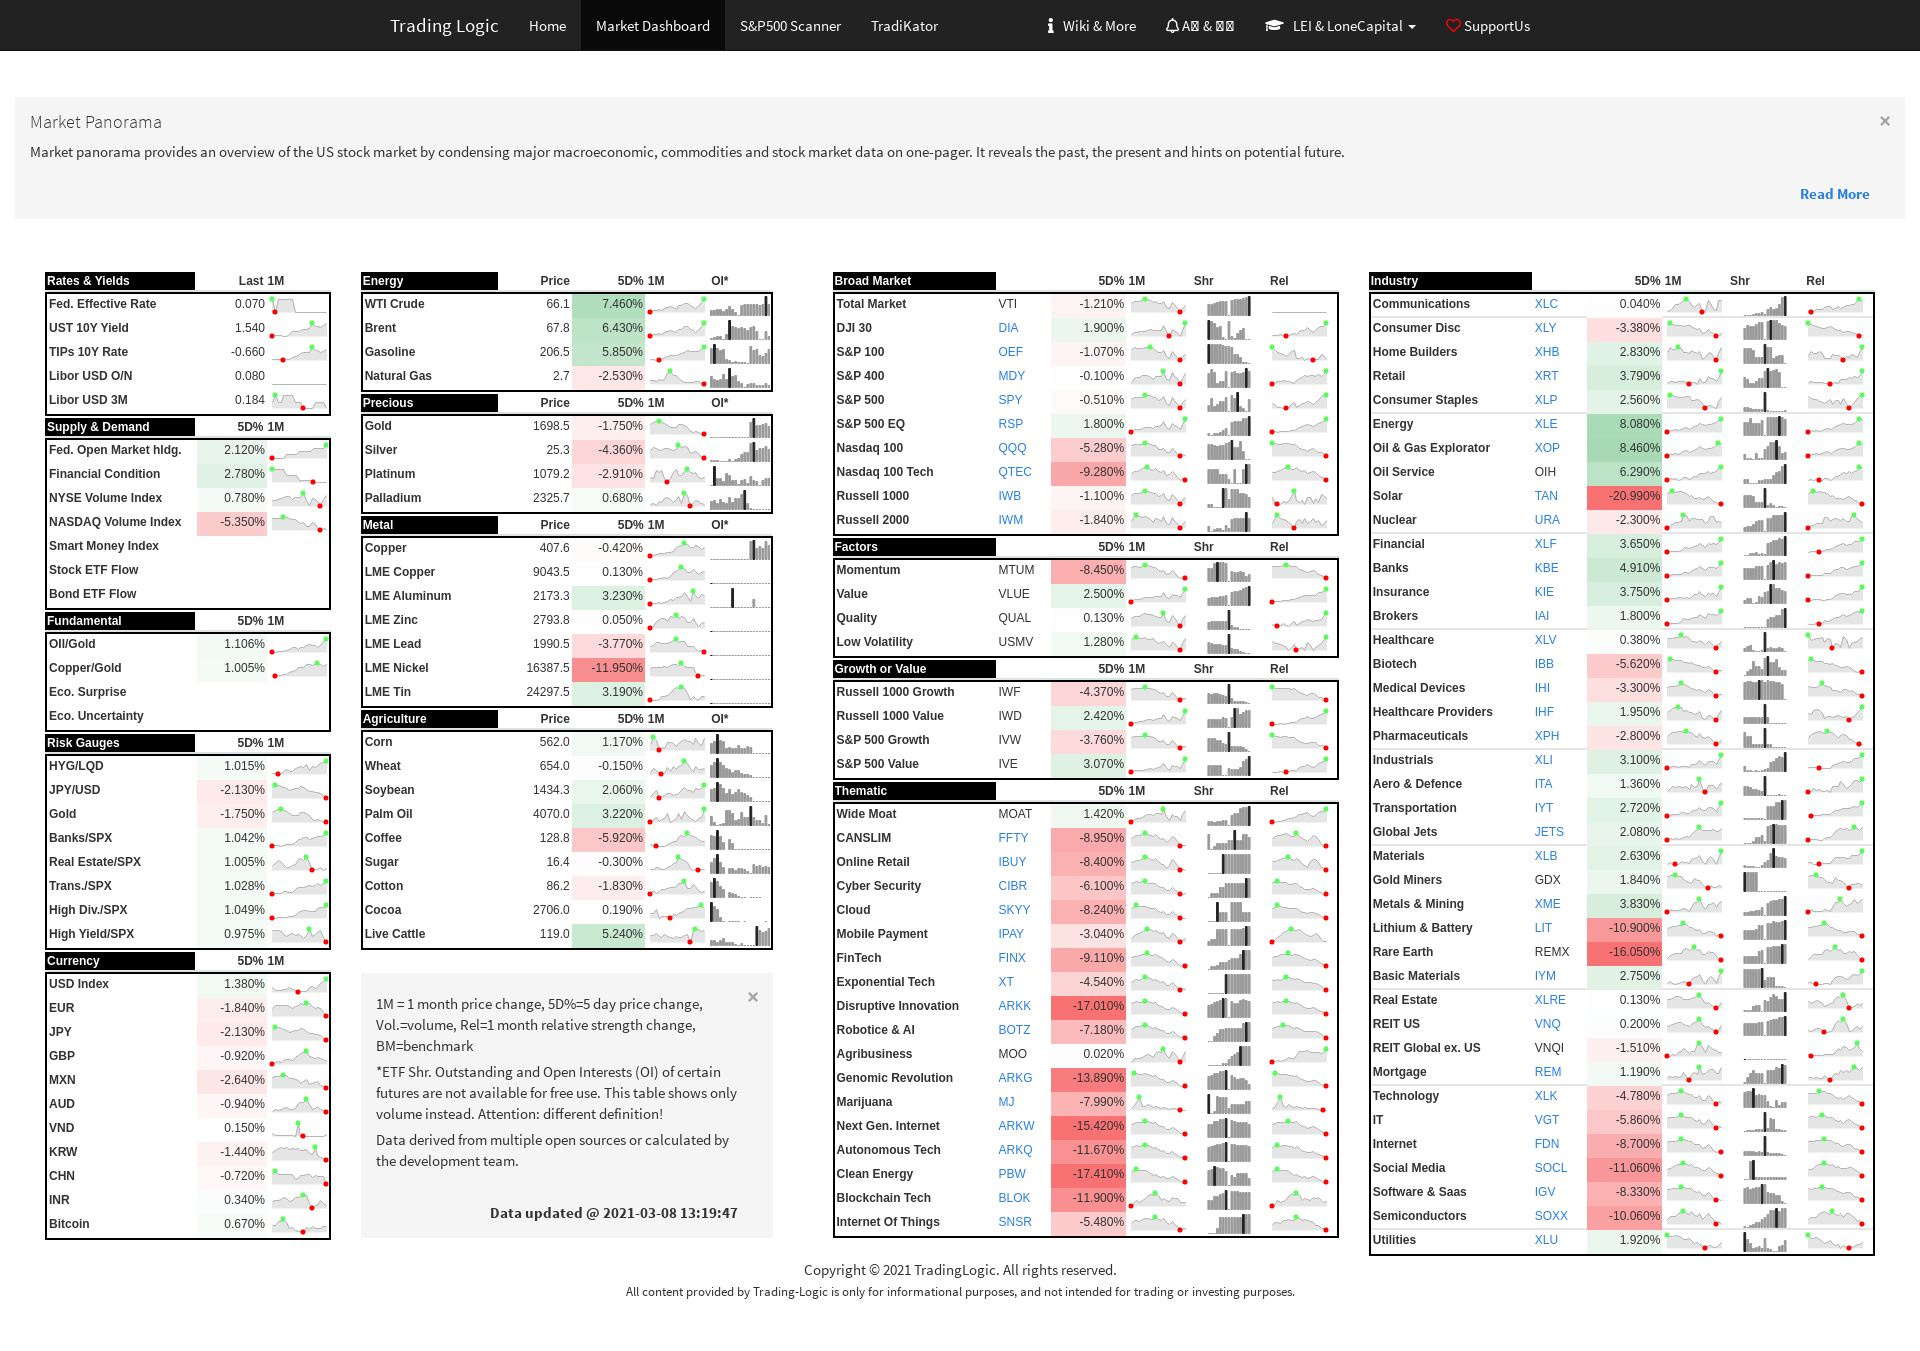 Trading Logic Home Market Dashboard S&P500 Scanner TradiKator Wiki & More A & LEI & LoneCapital SupportUs
Market Panorama ×
Market panorama provides an overview of the US stock market by condensing major macroeconomic, commodities and stock market data on one-pager. It reveals the past, the present and hints on potential future.
Read More
Rates & Yields Last 1M
Fed. Effective Rate 0.070
UST 10Y Yield 1.540
TIPs 10Y Rate -0.660
Libor USD O/N 0.080
Libor USD 3M 0.184
Supply & Demand 5D% 1M
Fed. Open Market hldg. 2.120%
Financial Condition 2.780%
NYSE Volume Index 0.780%
NASDAQ Volume Index -5.350%
Smart Money Index
Stock ETF Flow
Bond ETF Flow
Fundamental 5D% 1M
Oil/Gold 1.106%
Copper/Gold 1.005%
Eco. Surprise
Eco. Uncertainty
Risk Gauges 5D% 1M
HYG/LQD 1.015%
JPY/USD -2.130%
Gold -1.750%
Banks/SPX 1.042%
Real Estate/SPX 1.005%
Trans./SPX 1.028%
High Div./SPX 1.049%
High Yield/SPX 0.975%
Currency 5D% 1M
USD Index 1.380%
EUR -1.840%
JPY -2.130%
GBP -0.920%
MXN -2.640%
AUD -0.940%
VND 0.150%
KRW -1.440%
CHN -0.720%
INR 0.340%
Bitcoin 0.670%
Energy Price 5D% 1M OI*
WTI Crude 66.1 7.460%
Brent 67.8 6.430%
Gasoline 206.5 5.850%
Natural Gas 2.7 -2.530%
Precious Price 5D% 1M OI*
Gold 1698.5 -1.750%
Silver 25.3 -4.360%
Platinum 1079.2 -2.910%
Palladium 2325.7 0.680%
Metal Price 5D% 1M OI*
Copper 407.6 -0.420%
LME Copper 9043.5 0.130%
LME Aluminum 2173.3 3.230%
LME Zinc 2793.8 0.050%
LME Lead 1990.5 -3.770%
LME Nickel 16387.5 -11.950%
LME Tin 24297.5 3.190%
Agriculture Price 5D% 1M OI*
Corn 562.0 1.170%
Wheat 654.0 -0.150%
Soybean 1434.3 2.060%
Palm Oil 4070.0 3.220%
Coffee 128.8 -5.920%
Sugar 16.4 -0.300%
Cotton 86.2 -1.830%
Cocoa 2706.0 0.190%
Live Cattle 119.0 5.240%
×
1M = 1 month price change, 5D%=5 day price change,
Vol.=volume, Rel=1 month relative strength change,
BM=benchmark
*ETF Shr. Outstanding and Open Interests (OI) of certain
futures are not available for free use. This table shows only
volume instead. Attention: different definition!
Data derived from multiple open sources or calculated by
the development team.
Data updated @ 2021-03-08 13:19:47
Broad Market 5D% 1M Shr Rel
Total Market VTI -1.210%
DJI 30 DIA 1.900%
S&P 100 OEF -1.070%
S&P 400 MDY -0.100%
S&P 500 SPY -0.510%
S&P 500 EQ RSP 1.800%
Nasdaq 100 QQQ -5.280%
Nasdaq 100 Tech QTEC -9.280%
Russell 1000 IWB -1.100%
Russell 2000 IWM -1.840%
Factors 5D% 1M Shr Rel
Momentum MTUM -8.450%
Value VLUE 2.500%
Quality QUAL 0.130%
Low Volatility USMV 1.280%
Growth or Value 5D% 1M Shr Rel
Russell 1000 Growth IWF -4.370%
Russell 1000 Value IWD 2.420%
S&P 500 Growth IVW -3.760%
S&P 500 Value IVE 3.070%
Thematic 5D% 1M Shr Rel
Wide Moat MOAT 1.420%
CANSLIM FFTY -8.950%
Online Retail IBUY -8.400%
Cyber Security CIBR -6.100%
Cloud SKYY -8.240%
Mobile Payment IPAY -3.040%
FinTech FINX -9.110%
Exponential Tech XT -4.540%
Disruptive Innovation ARKK -17.010%
Robotice & AI BOTZ -7.180%
Agribusiness MOO 0.020%
Genomic Revolution ARKG -13.890%
Marijuana MJ -7.990%
Next Gen. Internet ARKW -15.420%
Autonomous Tech ARKQ -11.670%
Clean Energy PBW -17.410%
Blockchain Tech BLOK -11.900%
Internet Of Things SNSR -5.480%
Industry 5D% 1M Shr Rel
Communications XLC 0.040%
Consumer Disc XLY -3.380%
Home Builders XHB 2.830%
Retail XRT 3.790%
Consumer Staples XLP 2.560%
Energy XLE 8.080%
Oil & Gas Explorator XOP 8.460%
Oil Service OIH 6.290%
Solar TAN -20.990%
Nuclear URA -2.300%
Financial XLF 3.650%
Banks KBE 4.910%
Insurance KIE 3.750%
Brokers IAI 1.800%
Healthcare XLV 0.380%
Biotech IBB -5.620%
Medical Devices IHI -3.300%
Healthcare Providers IHF 1.950%
Pharmaceuticals XPH -2.800%
Industrials XLI 3.100%
Aero & Defence ITA 1.360%
Transportation IYT 2.720%
Global Jets JETS 2.080%
Materials XLB 2.630%
Gold Miners GDX 1.840%
Metals & Mining XME 3.830%
Lithium & Battery LIT -10.900%
Rare Earth REMX -16.050%
Basic Materials IYM 2.750%
Real Estate XLRE 0.130%
REIT US VNQ 0.200%
REIT Global ex. US VNQI -1.510%
Mortgage REM 1.190%
Technology XLK -4.780%
IT VGT -5.860%
Internet FDN -8.700%
Social Media SOCL -11.060%
Software & Saas IGV -8.330%
Semiconductors SOXX -10.060%
Utilities XLU 1.920%
Copyright © 2021 TradingLogic. All rights reserved.
All content provided by Trading-Logic is only for informational purposes, and not intended for trading or investing purposes.